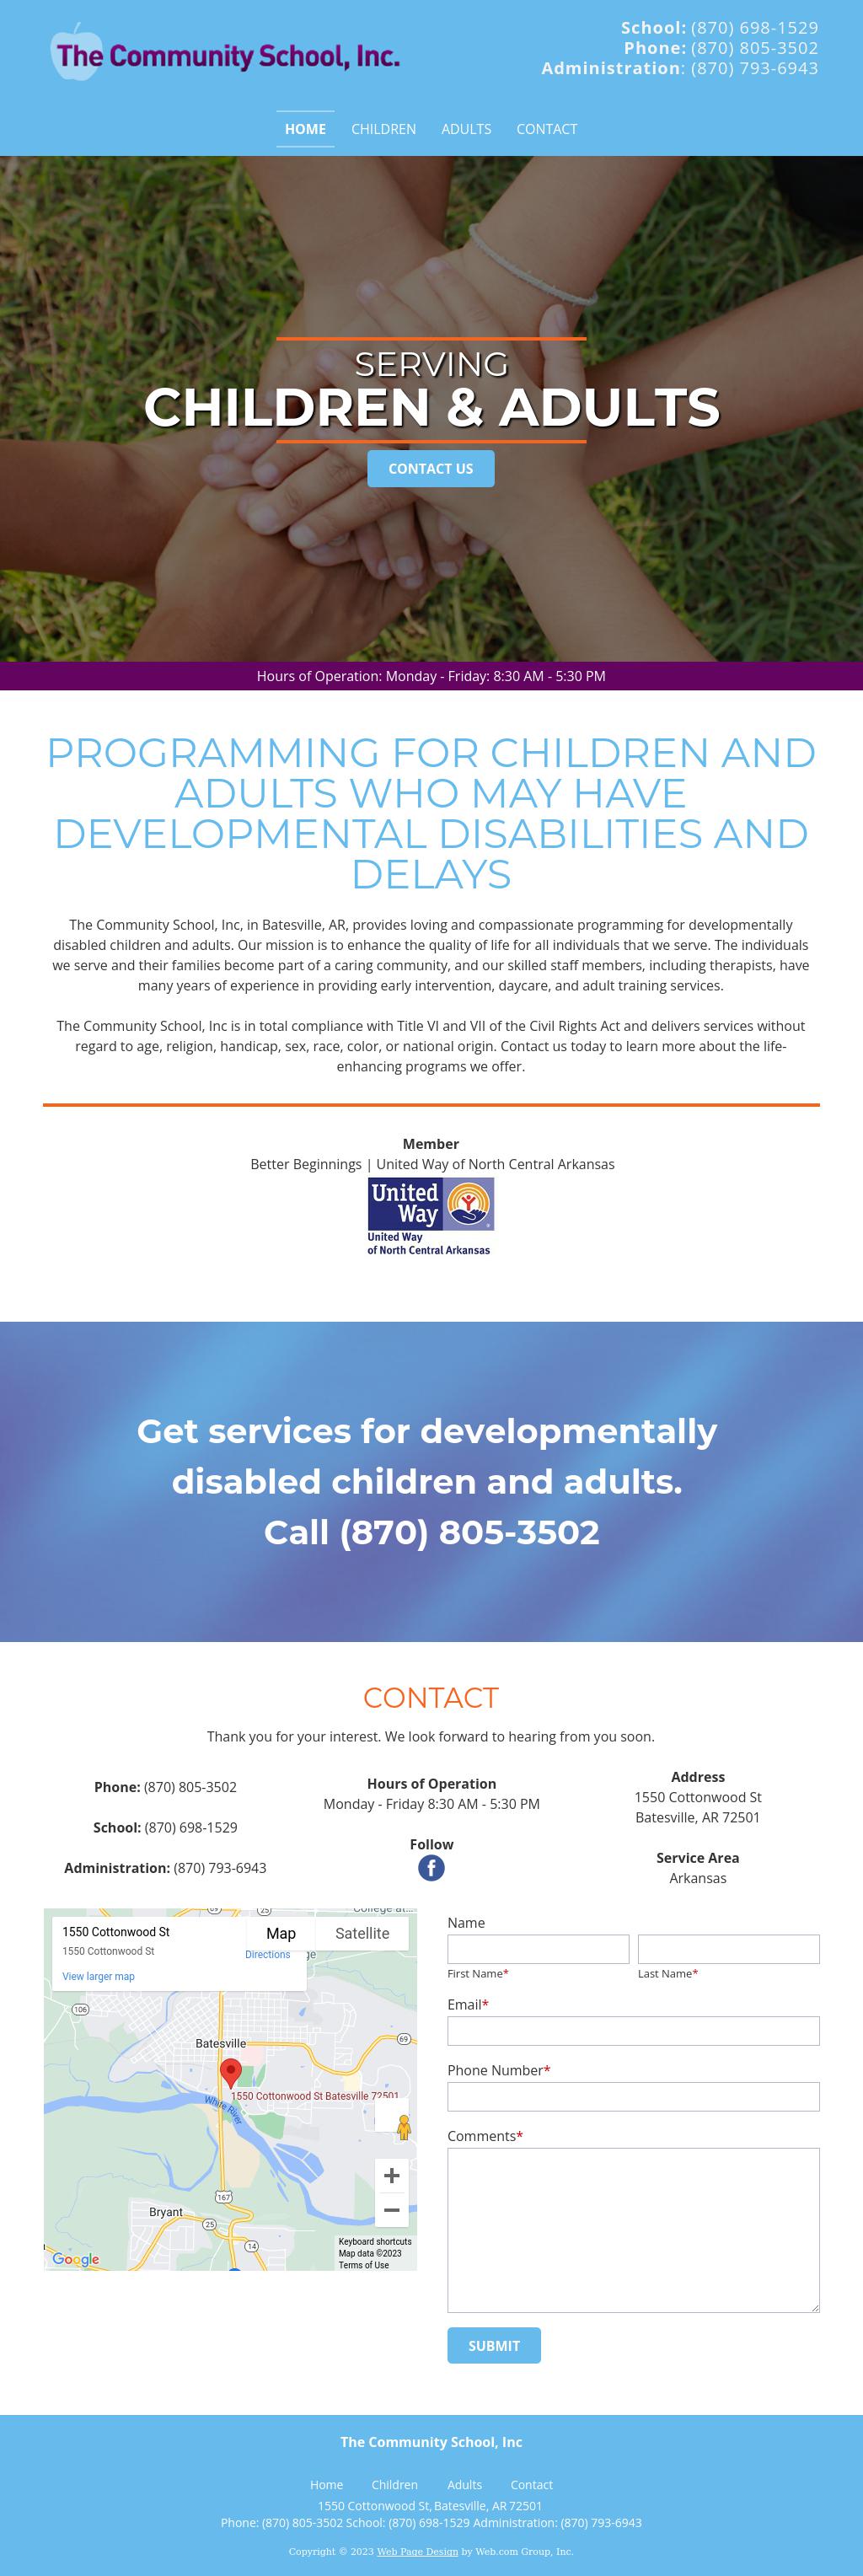 The Community School, Inc.
School: (870) 698-1529
Phone: (870) 805-3502
Administration: (870) 793-6943
HOME CHILDREN ADULTS CONTACT
SERVING
CHILDREN & ADULTS
CONTACT US
Hours of Operation: Monday - Friday: 8:30 AM - 5:30 PM
PROGRAMMING FOR CHILDREN AND
ADULTS WHO MAY HAVE
DEVELOPMENTAL DISABILITIES AND
DELAYS
The Community School, Inc, in Batesville, AR, provides loving and compassionate programming for developmentally
disabled children and adults. Our mission is to enhance the quality of life for all individuals that we serve. The individuals
we serve and their families become part of a caring community, and our skilled staff members, including therapists, have
many years of experience in providing early intervention, daycare, and adult training services.
The Community School, Inc is in total compliance with Title VI and VII of the Civil Rights Act and delivers services without
regard to age, religion, handicap, sex, race, color, or national origin. Contact us today to learn more about the life-
enhancing programs we offer.
Member
Better Beginnings | United Way of North Central Arkansas
United
Way
United Way
of North Central Arkansas
Get services for developmentally
disabled children and adults.
Call (870) 805-3502
CONTACT
Thank you for your interest. We look forward to hearing from you soon.
Phone: (870) 805-3502
School: (870) 698-1529
Administration: (870) 793-6943
Hours of Operation
Monday - Friday 8:30 AM - 5:30 PM
Follow
Address
1550 Cottonwood St
Batesville, AR 72501
Service Area
Arkansas
25
1550 Cottonwood St
1550 Cottonwood St
Directions
View larger map
Map Satellite
106
69
Batesville
1550 Cottonwood St Batesville 72501
White River
167
Bryant
25
14
Google
Keyboard shortcuts
Map data ©2023
Terms of Use
Name
First Name* Last Name*
Email*
Phone Number*
Comments*
SUBMIT
The Community School, Inc
Home Children Adults Contact
1550 Cottonwood St, Batesville, AR 72501
Phone: (870) 805-3502 School: (870) 698-1529 Administration: (870) 793-6943
Copyright © 2023 Web Page Design by Web.com Group, Inc.